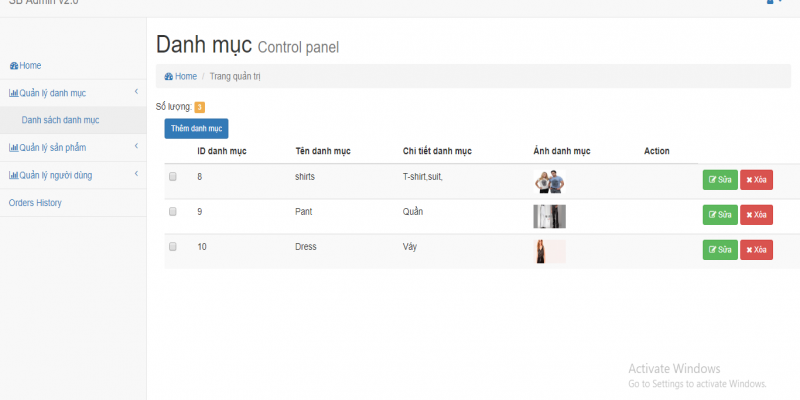 SB Admin v2.0
Danh mục Control panel
Home / Trang quản trị
Home
Quản lý danh mục
Danh sách danh mục
Quản lý sản phẩm
Quản lý người dùng
Orders History
Số lượng: 3
Thêm danh mục
ID danh mục Tên danh mục Chi tiết danh mục Ảnh danh mục Action
8 shirts T-shirt,suit, Sửa Xóa
9 Pant Quần Sửa Xóa
10 Dress Váy Sửa Xóa
Activate Windows
Go to Settings to activate Windows.